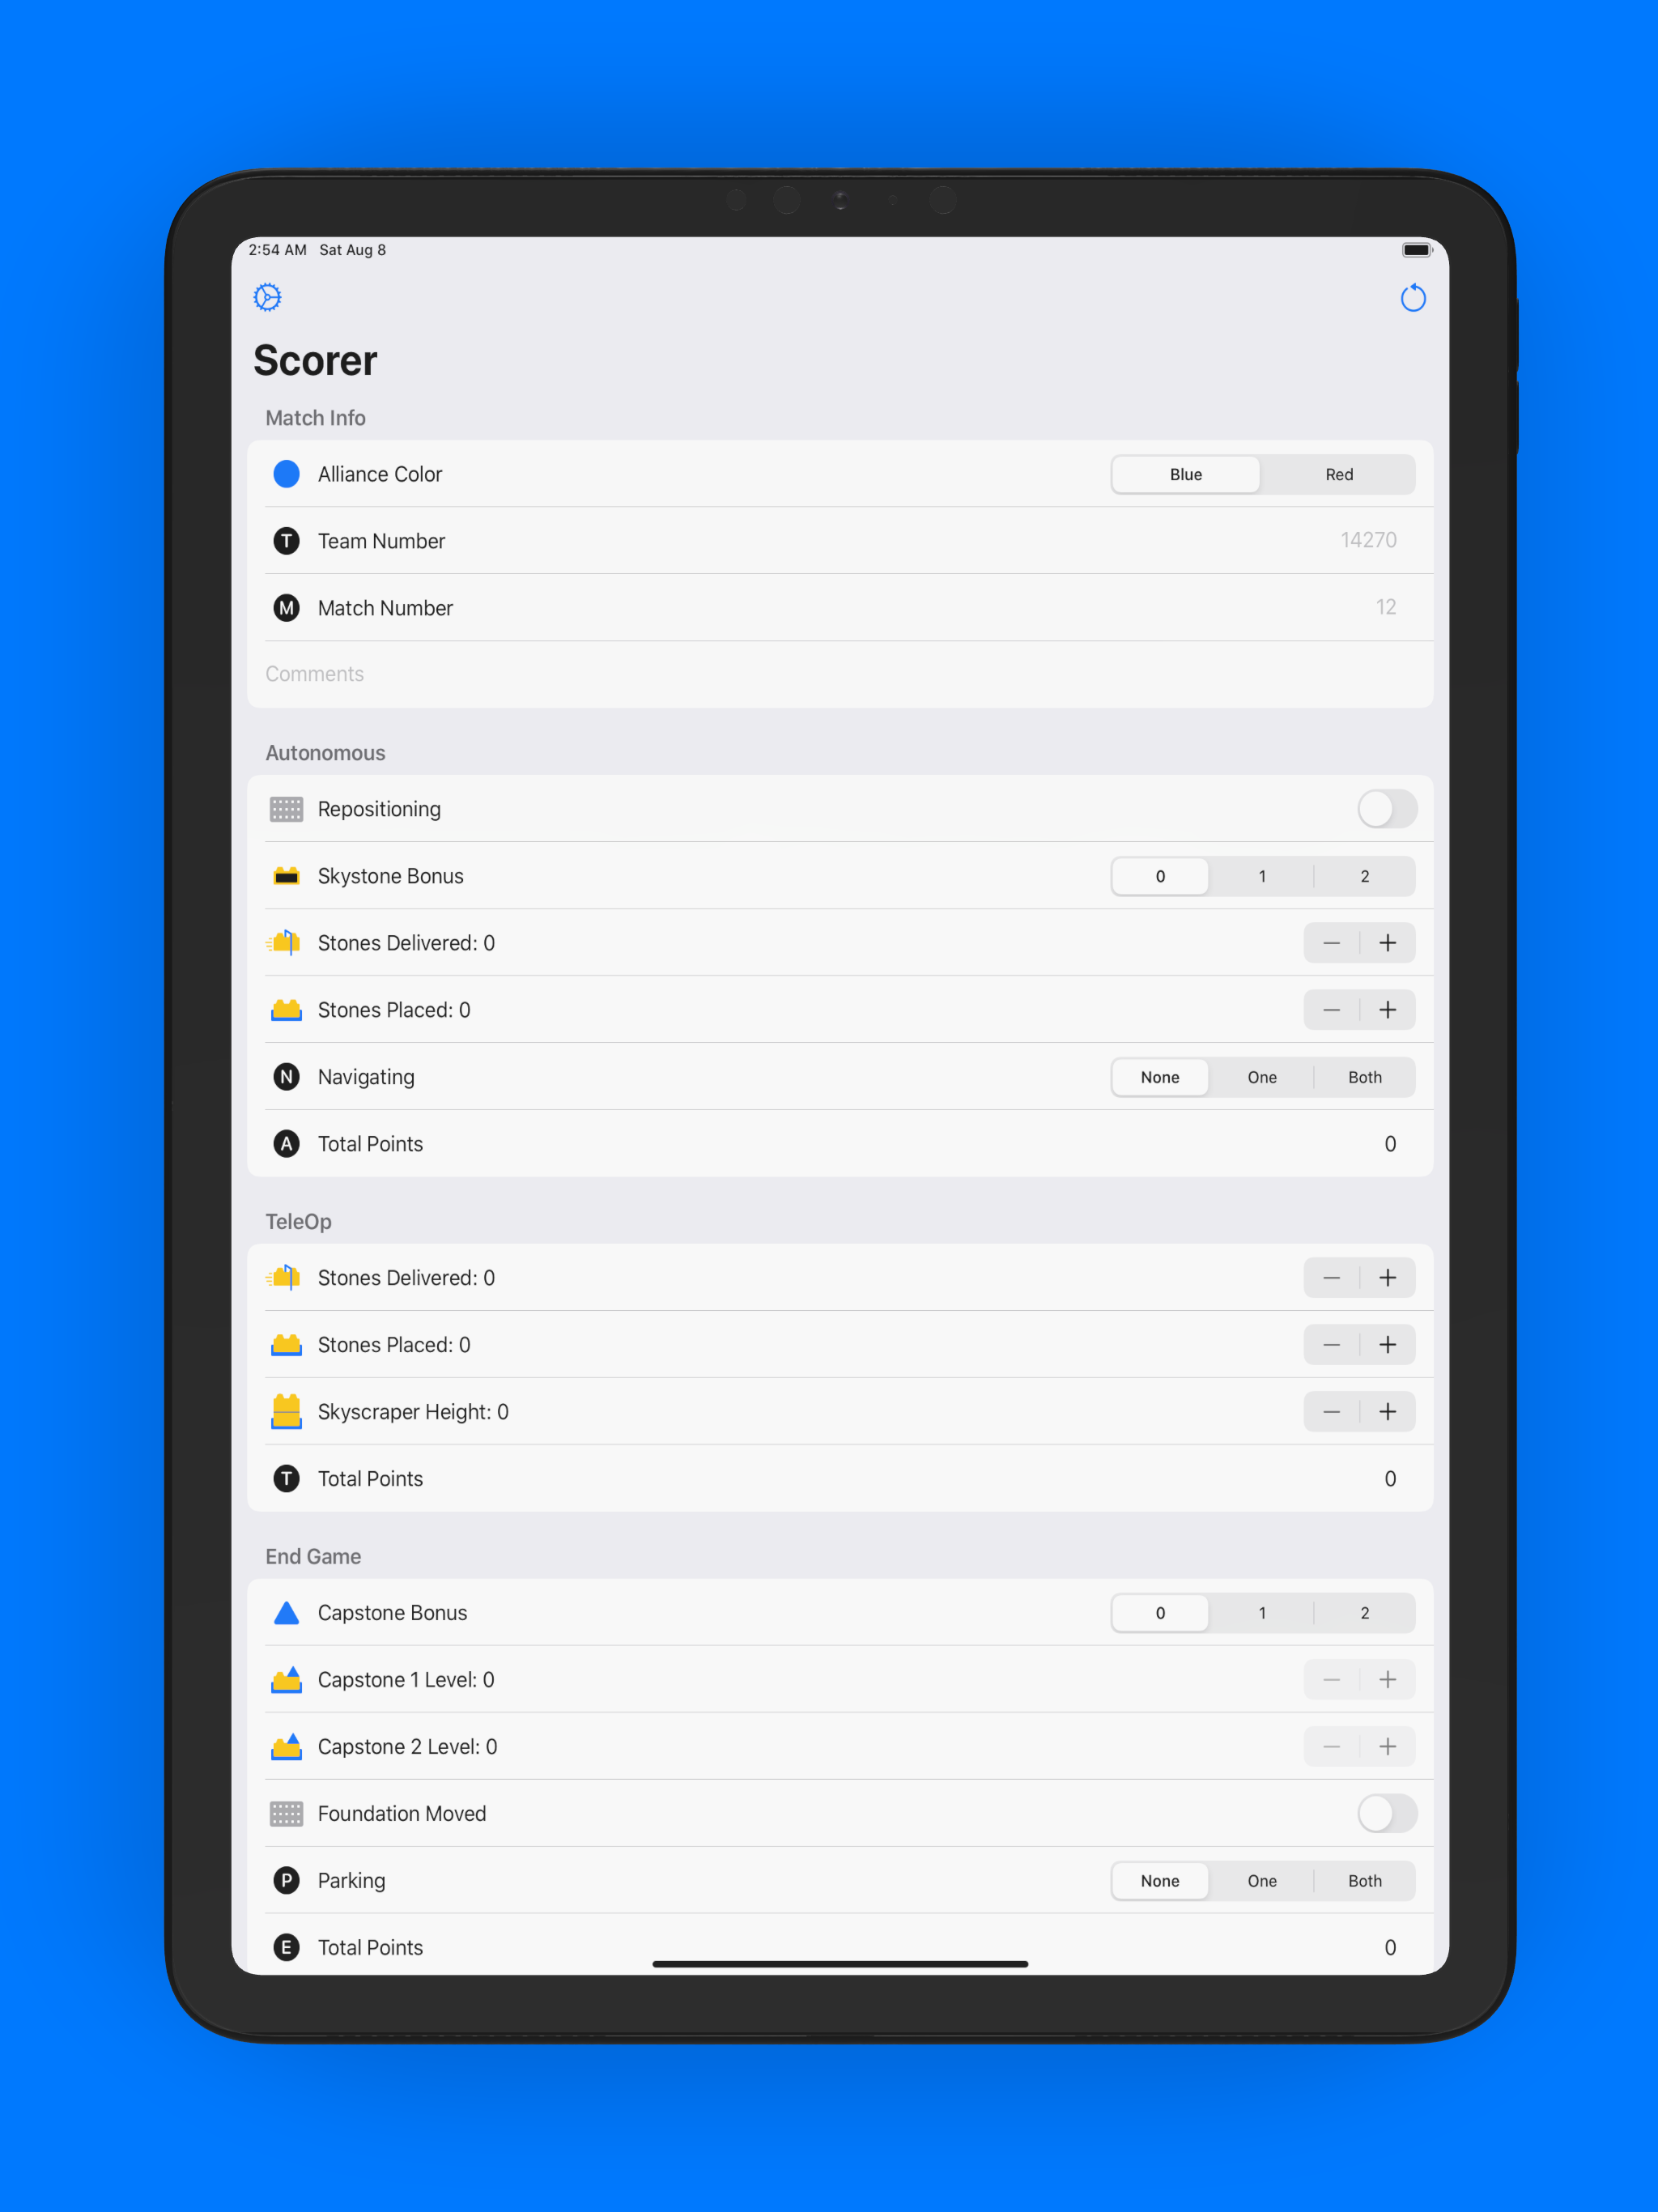 2:54 AM Sat Aug 8
Scorer
Match Info
Alliance Color Blue Red
T Team Number 14270
M Match Number 12
Comments
Autonomous
Repositioning
Skystone Bonus 0 1 2
Stones Delivered: 0 — +
Stones Placed: 0 — +
N Navigating None One Both
A Total Points 0
TeleOp
Stones Delivered: 0 — +
Stones Placed: 0 — +
Skyscraper Height: 0 — +
T Total Points 0
End Game
Capstone Bonus 0 1 2
Capstone 1 Level: 0 — +
Capstone 2 Level: 0 — +
Foundation Moved
P Parking None One Both
E Total Points 0